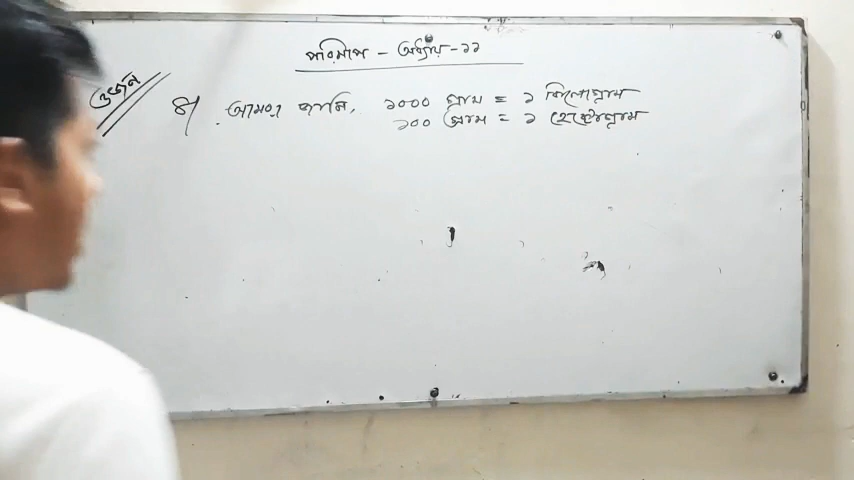 পরিমাপ - অধ্যায় - ১১
ওজন
৪। আমরা জানি, ১০০০ গ্রাম = ১ কিলোগ্রাম
১০০ গ্রাম = ১ হেক্টোগ্রাম